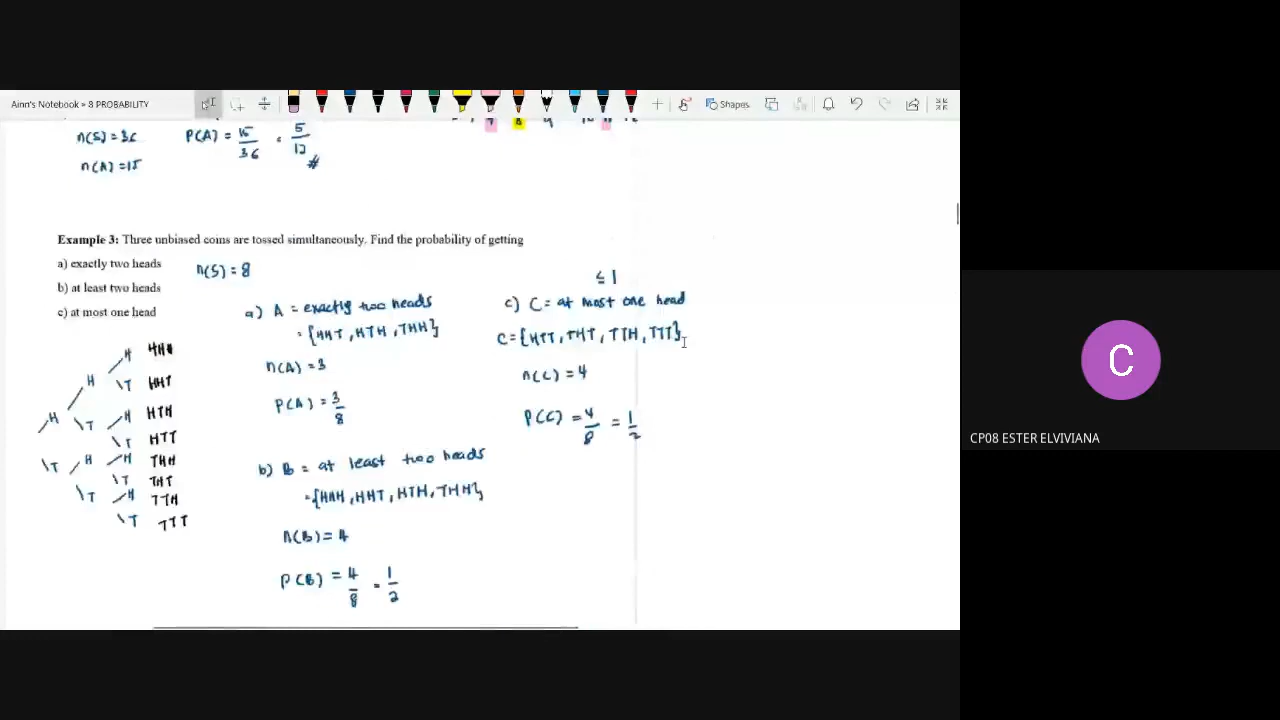 Ainn's Notebook » 8 PROBABILITY
Shapes
n(S) = 36
P(A) = 15/36 = 5/12 #
n(A) = 15
Example 3: Three unbiased coins are tossed simultaneously. Find the probability of getting
a) exactly two heads
b) at least two heads
c) at most one head
n(S) = 8
a) A = exactly two heads
= {HHT, HTH, THH}
n(A) = 3
P(A) = 3/8
b) B = at least two heads
= {HHH, HHT, HTH, THH}
n(B) = 4
P(B) = 4/8 = 1/2
≤ 1
c) C = at most one head
C = {HTT, THT, TTH, TTT}
n(C) = 4
P(C) = 4/8 = 1/2
H HHH
H \T HHT
H \T H HTH
\T HTT
\T H H THH
\T THT
\T H TTH
\T TTT
C
CP08 ESTER ELVIVIANA